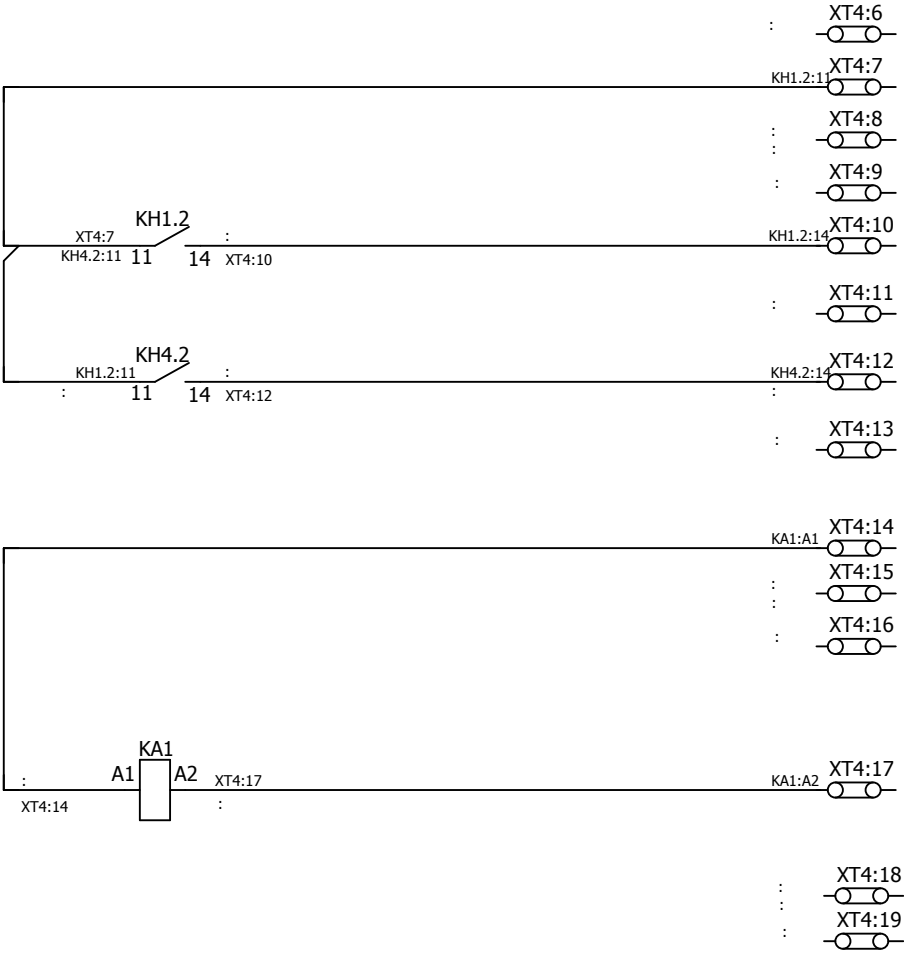 XT4:6
:
XT4:7
KH1.2:11
XT4:8
:
:
XT4:9
:
KH1.2
XT4:10
XT4:7
:
KH1.2:14
KH4.2:11 11 14 XT4:10
XT4:11
:
KH4.2
XT4:12
KH1.2:11
:
KH4.2:14
: 11 14 XT4:12
:
XT4:13
:
XT4:14
KA1:A1
XT4:15
:
:
XT4:16
:
KA1
XT4:17
: A1 A2 XT4:17
KA1:A2
XT4:14
:
XT4:18
:
:
XT4:19
: